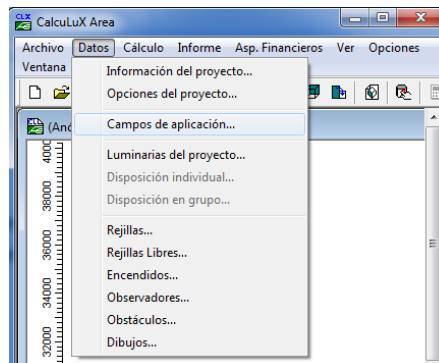 CLX CalcuLuX Area
Archivo Datos Cálculo Informe Asp. Financieros Ver Opciones
Ventana
Información del proyecto...
Opciones del proyecto...
Campos de aplicación...
Luminarias del proyecto...
Disposición individual...
Disposición en grupo...
Rejillas...
Rejillas Libres...
Encendidos...
Observadores...
Obstáculos...
Dibujos...
(Anó
38000
36000
34000
32000